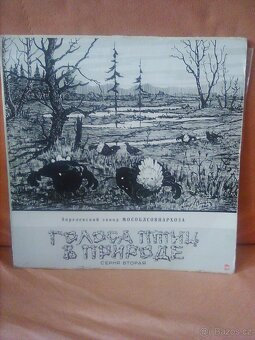 Апрелевский завод МОСОБЛСОВНАРХОЗА
ГОЛОСА ПТИЦ
В ПРИРОДЕ
СЕРИЯ ВТОРАЯ